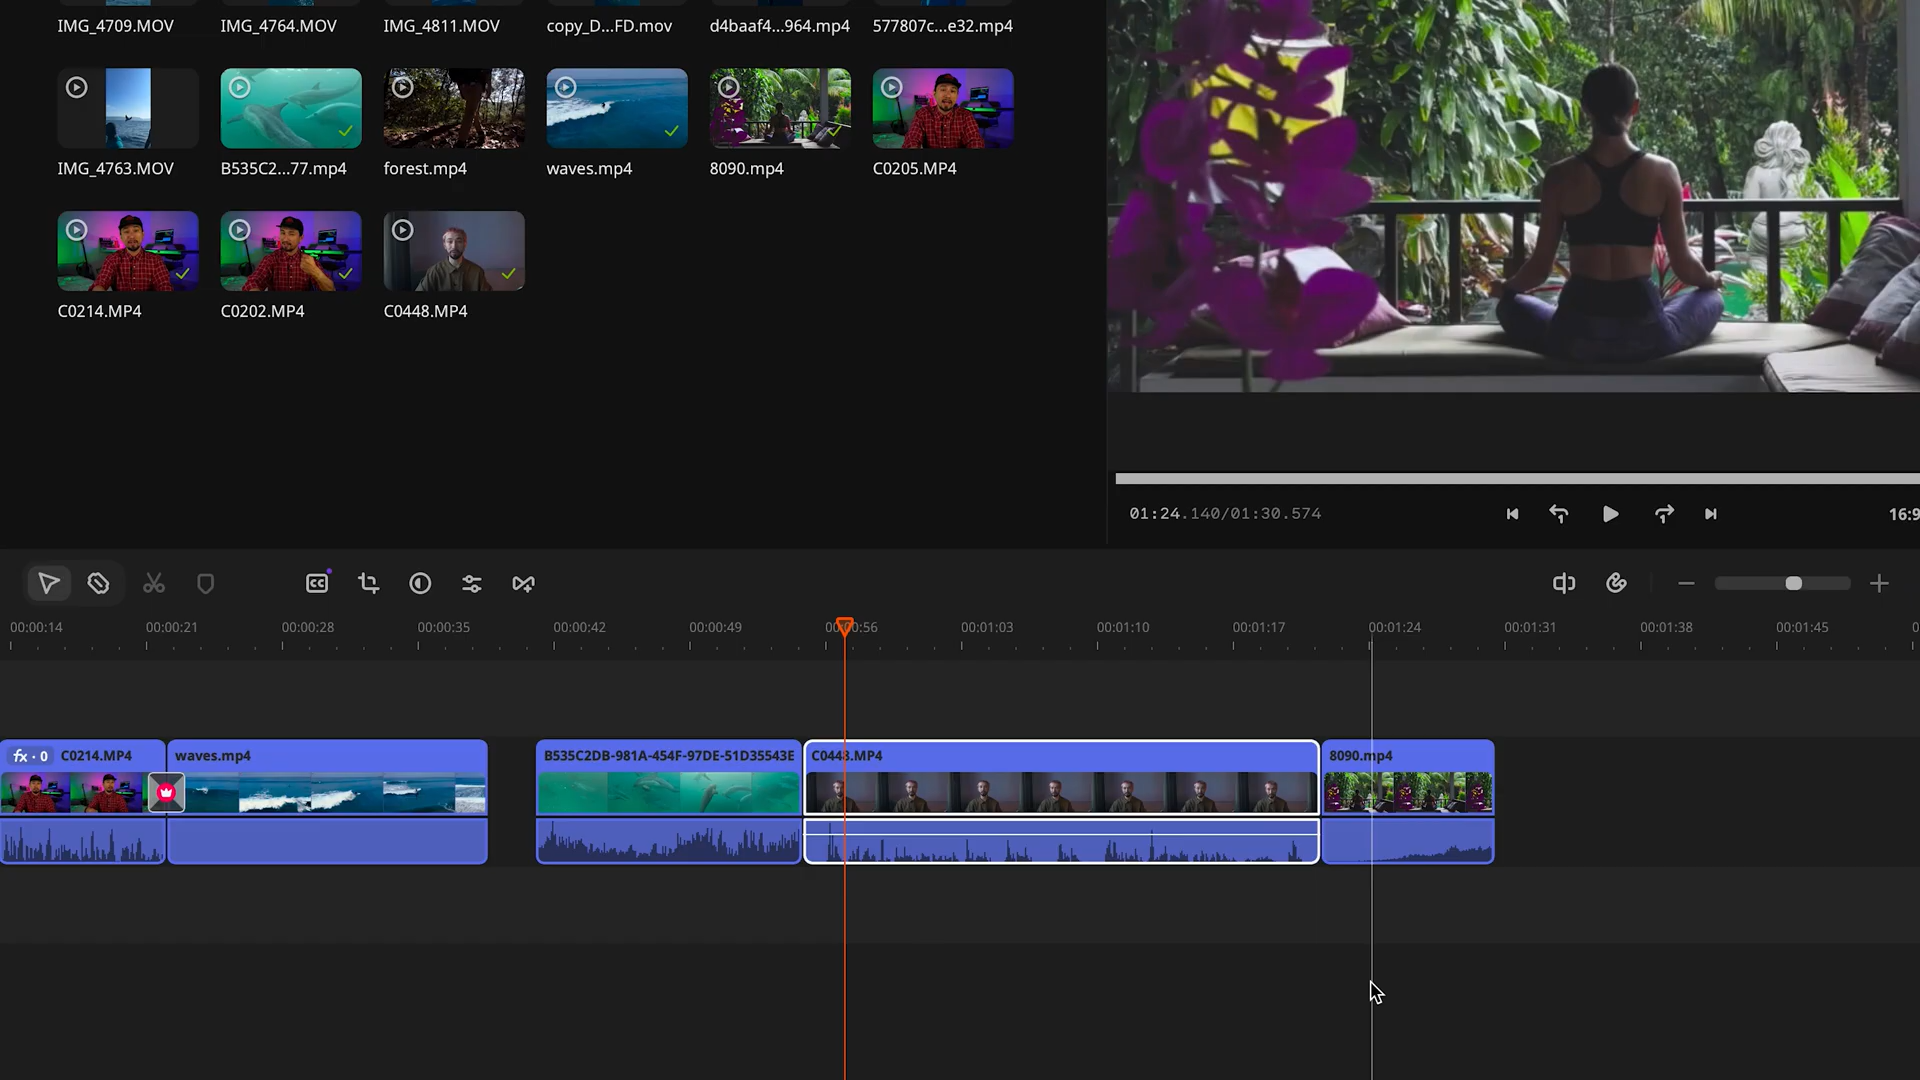 IMG_4709.MOV IMG_4764.MOV IMG_4811.MOV copy_D...FD.mov d4baaf4...964.mp4 577807c...e32.mp4
IMG_4763.MOV B535C2...77.mp4 forest.mp4 waves.mp4 8090.mp4 C0205.MP4
C0214.MP4 C0202.MP4 C0448.MP4
01:24.140/01:30.574 16:9
CC
00:00:14 00:00:21 00:00:28 00:00:35 00:00:42 00:00:49 00:00:56 00:01:03 00:01:10 00:01:17 00:01:24 00:01:31 00:01:38 00:01:45 0
fx · 0 C0214.MP4 waves.mp4 B535C2DB-981A-454F-97DE-51D35543E C0448.MP4 8090.mp4